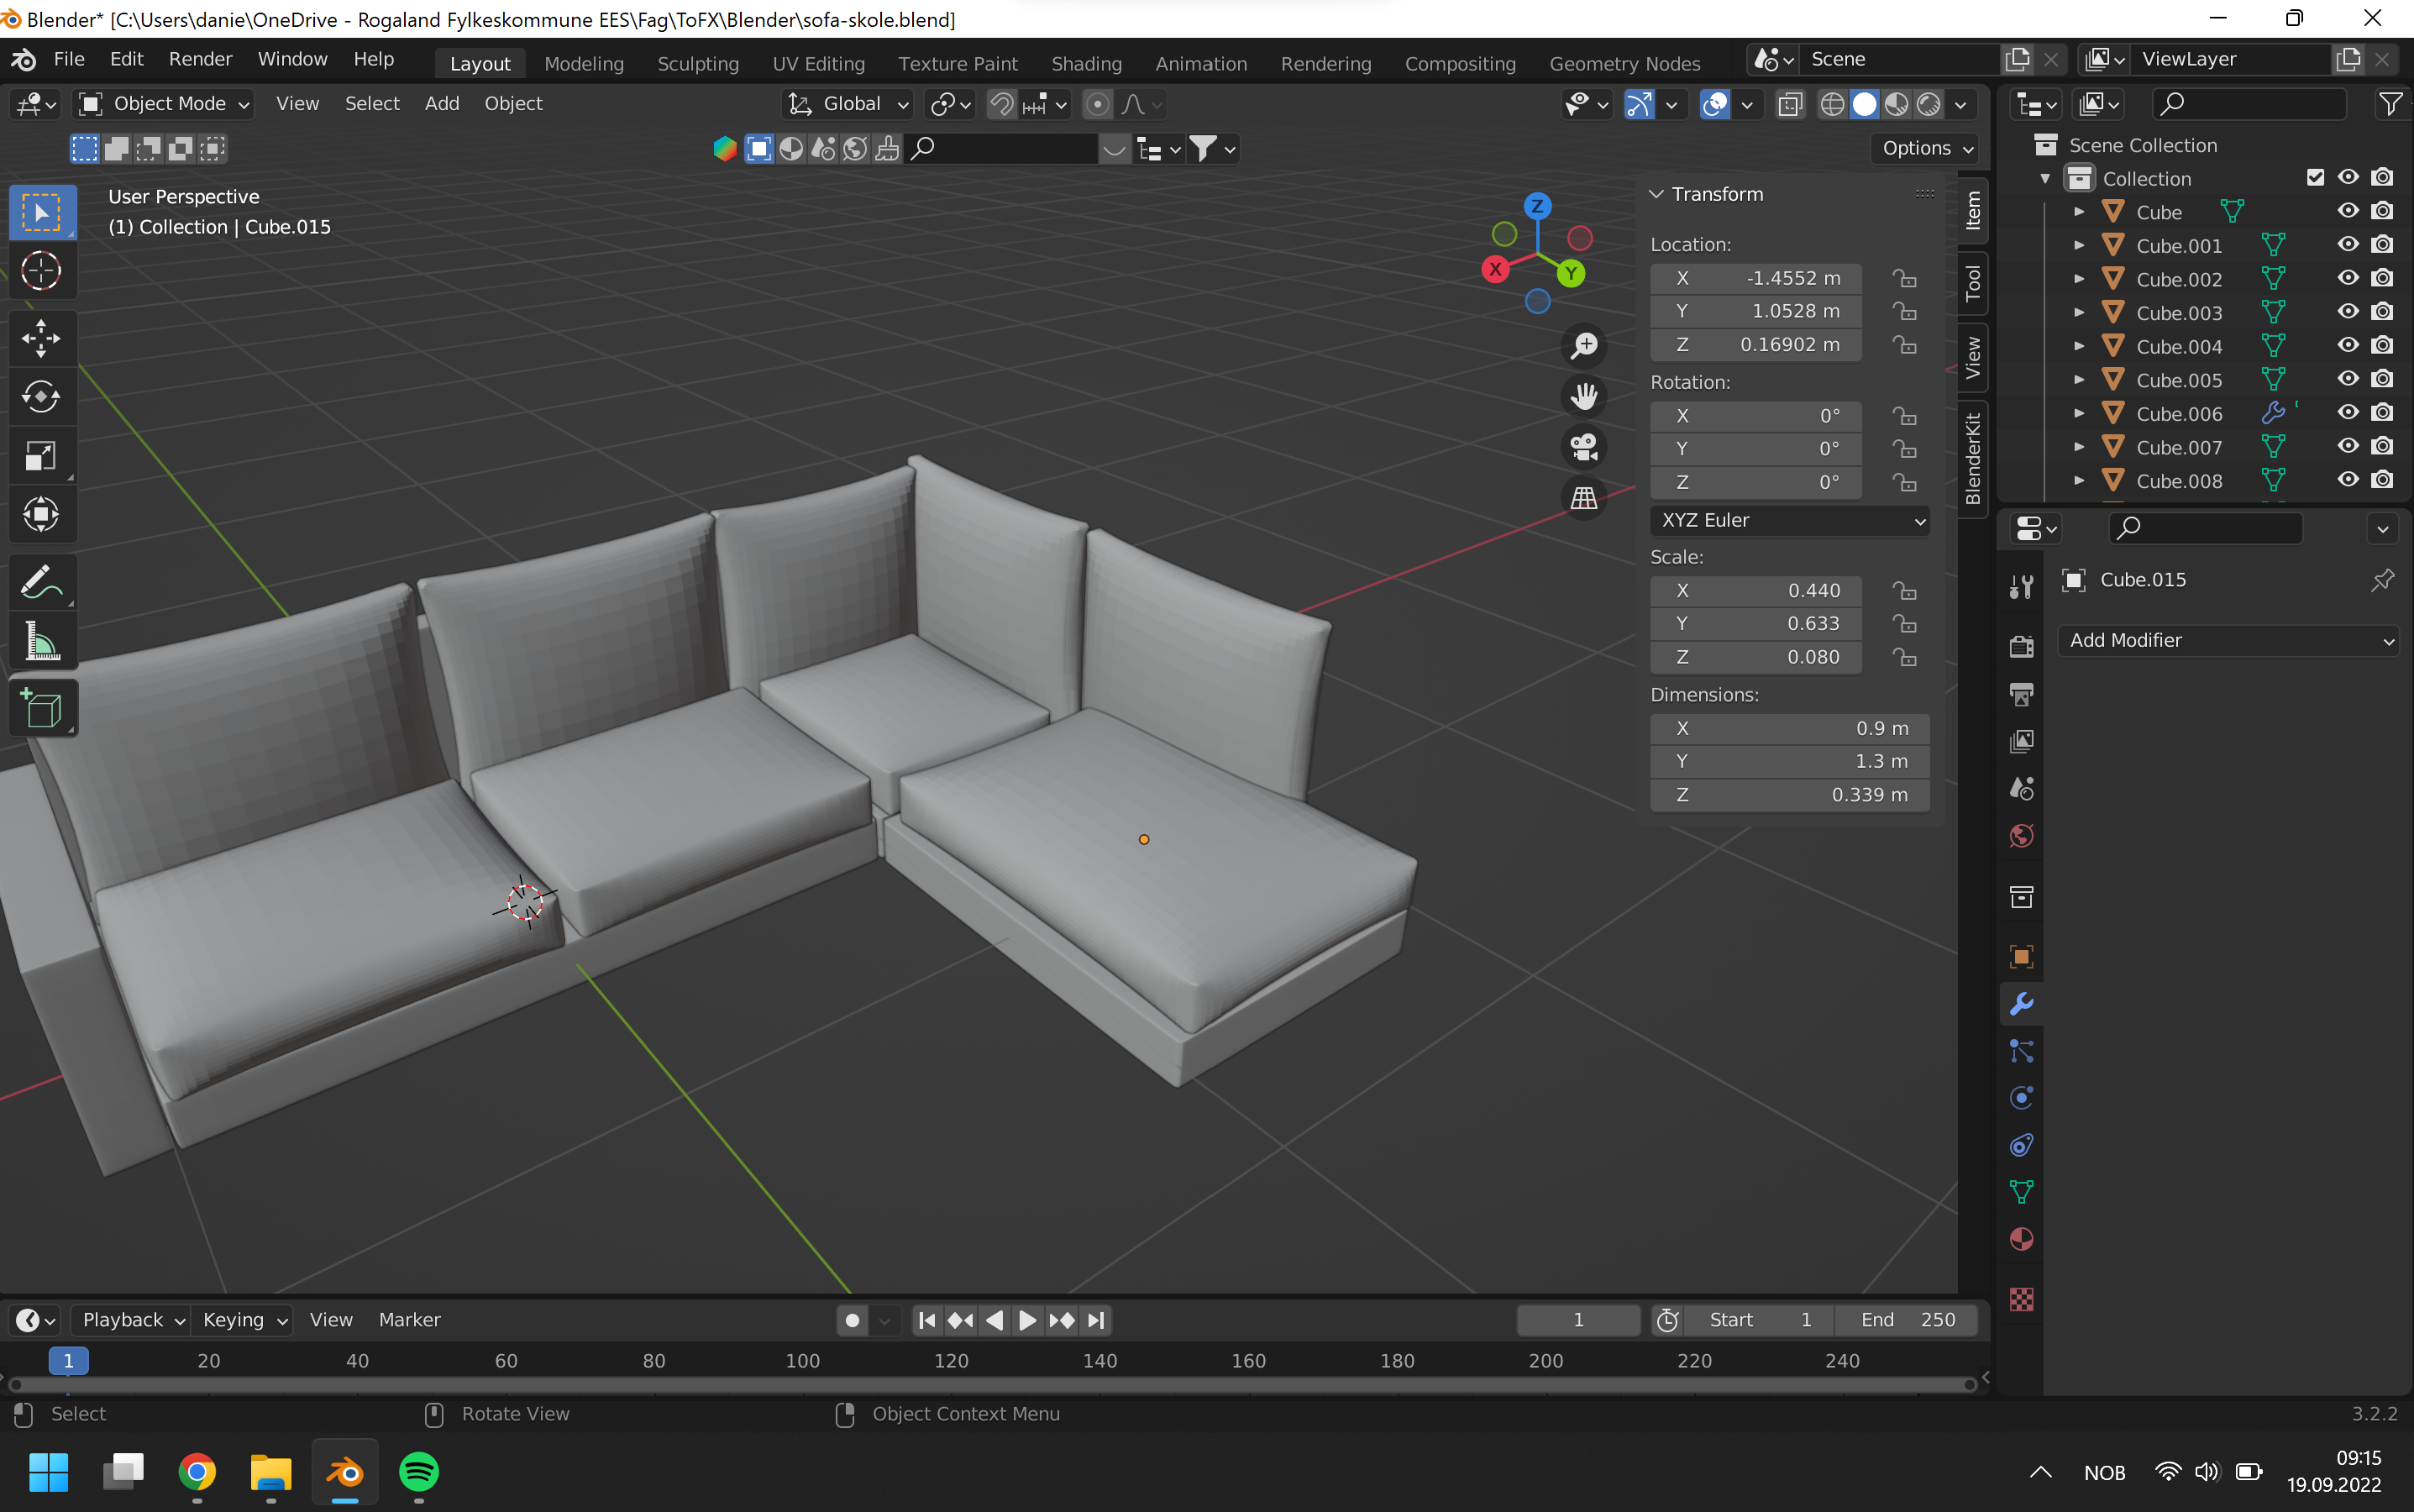 Blender* [C:\Users\danie\OneDrive - Rogaland Fylkeskommune EES\Fag\ToFX\Blender\sofa-skole.blend]
File Edit Render Window Help Layout Modeling Sculpting UV Editing Texture Paint Shading Animation Rendering Compositing Geometry Nodes Scene ViewLayer
Object Mode View Select Add Object Global
Options
User Perspective
(1) Collection | Cube.015
Z
X
Y
Transform
Location:
X -1.4552 m
Y 1.0528 m
Z 0.16902 m
Rotation:
X 0°
Y 0°
Z 0°
XYZ Euler
Scale:
X 0.440
Y 0.633
Z 0.080
Dimensions:
X 0.9 m
Y 1.3 m
Z 0.339 m
Item
Tool
View
BlenderKit
Scene Collection
Collection
Cube
Cube.001
Cube.002
Cube.003
Cube.004
Cube.005
Cube.006
Cube.007
Cube.008
Cube.015
Add Modifier
Playback Keying View Marker 1 Start 1 End 250
1 20 40 60 80 100 120 140 160 180 200 220 240
Select Rotate View Object Context Menu 3.2.2
NOB
09:15
19.09.2022